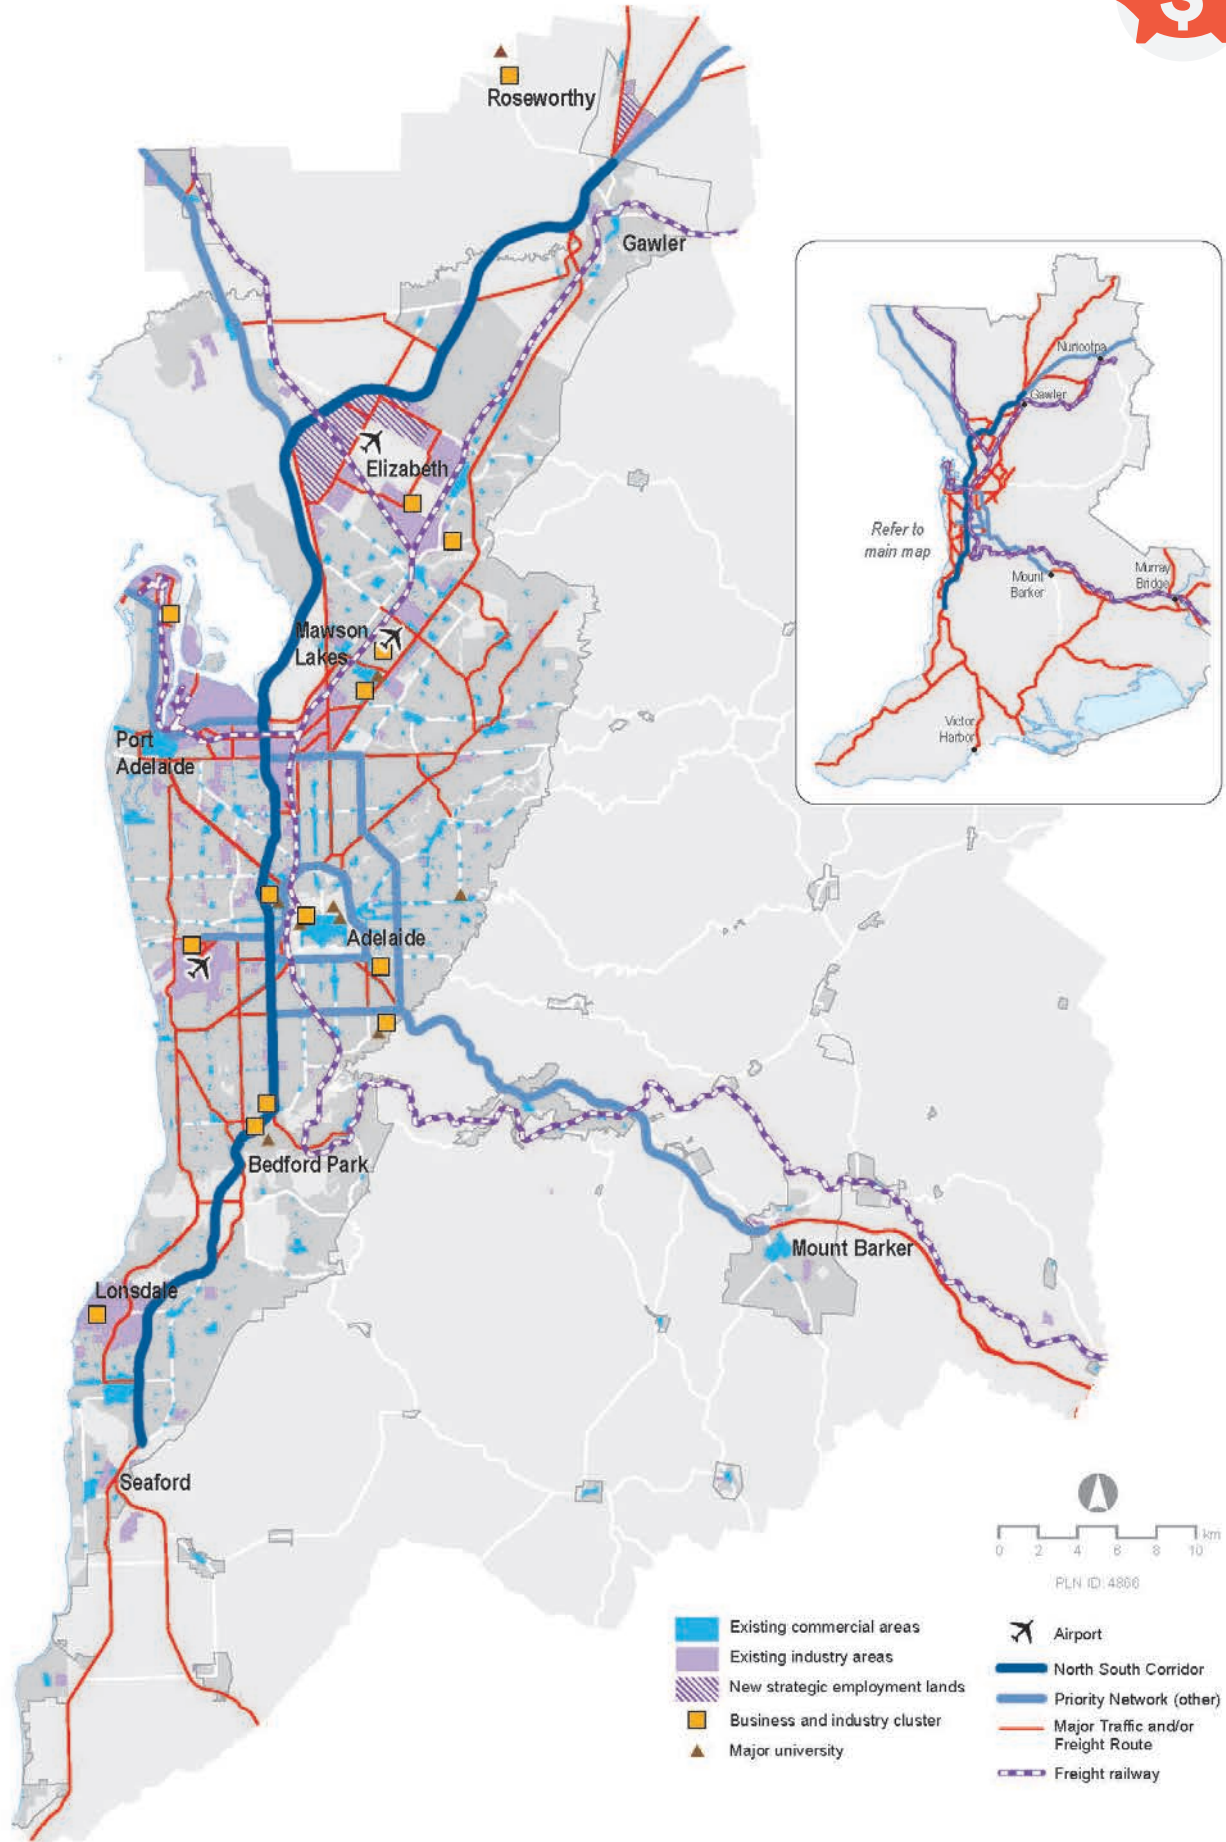 $
Roseworthy
Gawler
Elizabeth
Mawson
Lakes
Port
Adelaide
Adelaide
Bedford Park
Mount Barker
Lonsdale
Seaford
Nuriootpa
Gawler
Refer to
main map
Mount
Barker
Murray
Bridge
Victor
Harbor
0 2 4 6 8 10 km
PLN ID: 4866
Existing commercial areas
Existing industry areas
New strategic employment lands
Business and industry cluster
Major university
Airport
North South Corridor
Priority Network (other)
Major Traffic and/or
Freight Route
Freight railway